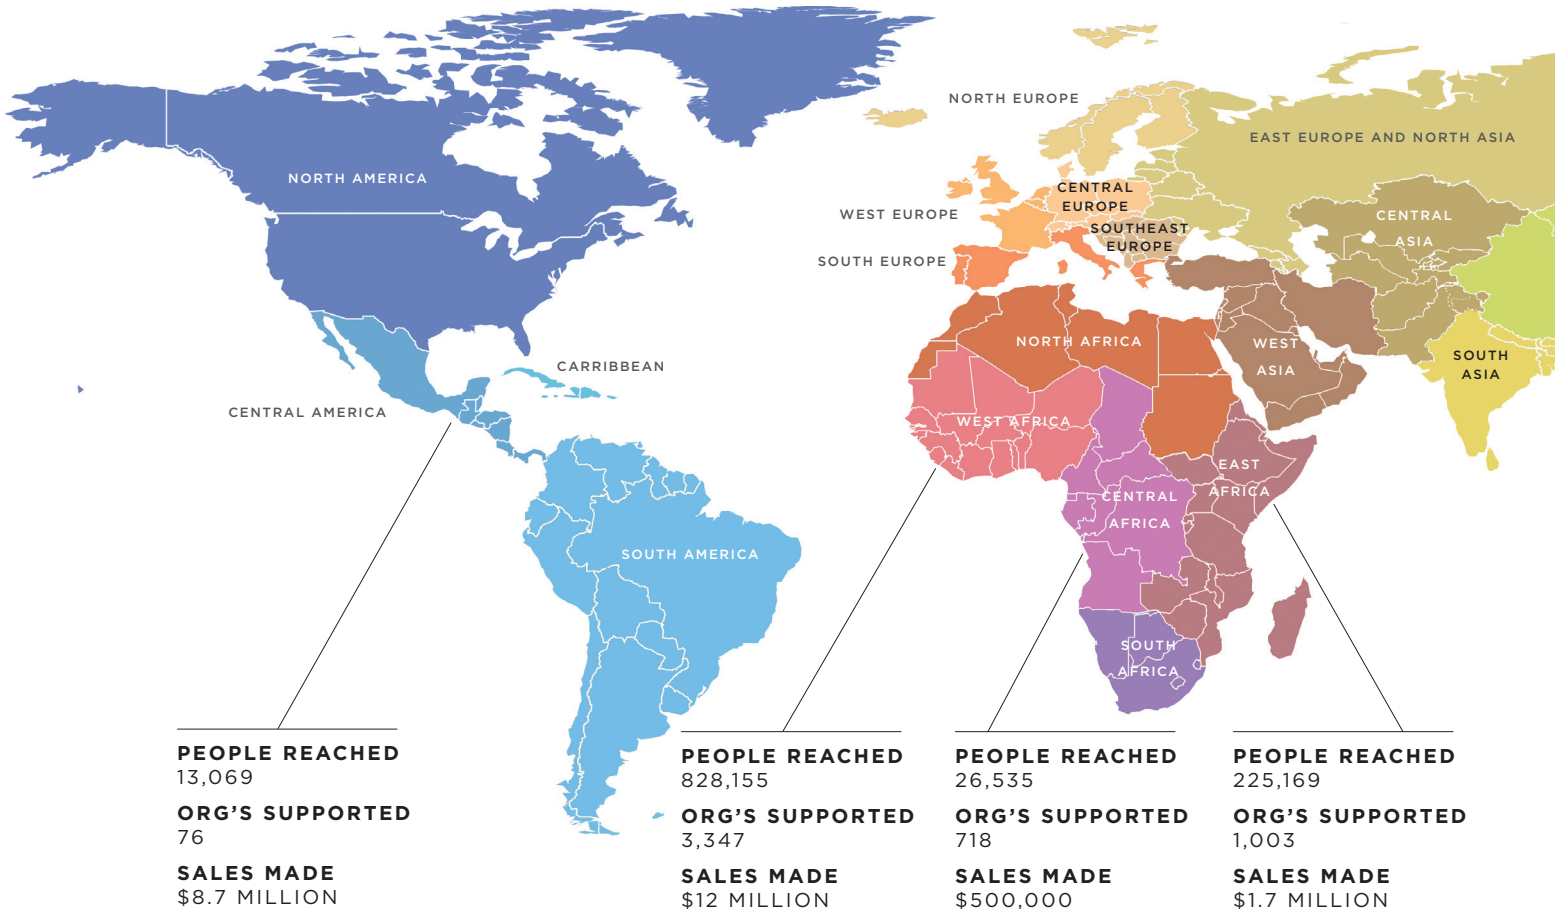 NORTH EUROPE
EAST EUROPE AND NORTH ASIA
NORTH AMERICA
CENTRAL
EUROPE
WEST EUROPE
CENTRAL
ASIA
SOUTHEAST
EUROPE
SOUTH EUROPE
NORTH AFRICA
WEST
ASIA
SOUTH
ASIA
CARRIBBEAN
CENTRAL AMERICA
WEST AFRICA
EAST
AFRICA
CENTRAL
AFRICA
SOUTH AMERICA
SOUTH
AFRICA
PEOPLE REACHED
13,069
ORG'S SUPPORTED
76
SALES MADE
$8.7 MILLION
PEOPLE REACHED
828,155
ORG'S SUPPORTED
3,347
SALES MADE
$12 MILLION
PEOPLE REACHED
26,535
ORG'S SUPPORTED
718
SALES MADE
$500,000
PEOPLE REACHED
225,169
ORG'S SUPPORTED
1,003
SALES MADE
$1.7 MILLION